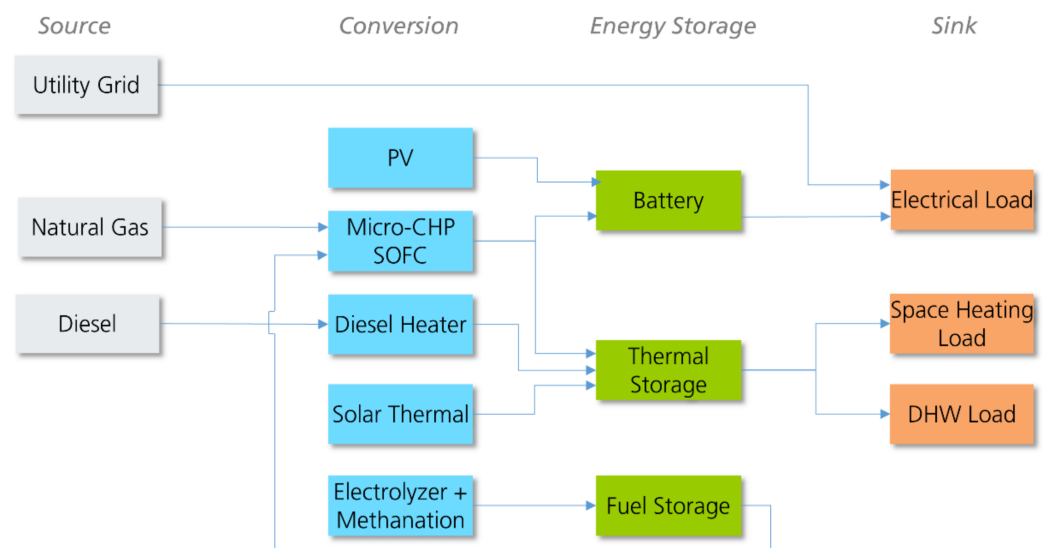 Source
Conversion
Energy Storage
Sink
Utility Grid
PV
Battery
Electrical Load
Natural Gas
Micro-CHP
SOFC
Diesel
Diesel Heater
Space Heating
Load
Thermal
Storage
Solar Thermal
DHW Load
Electrolyzer +
Methanation
Fuel Storage